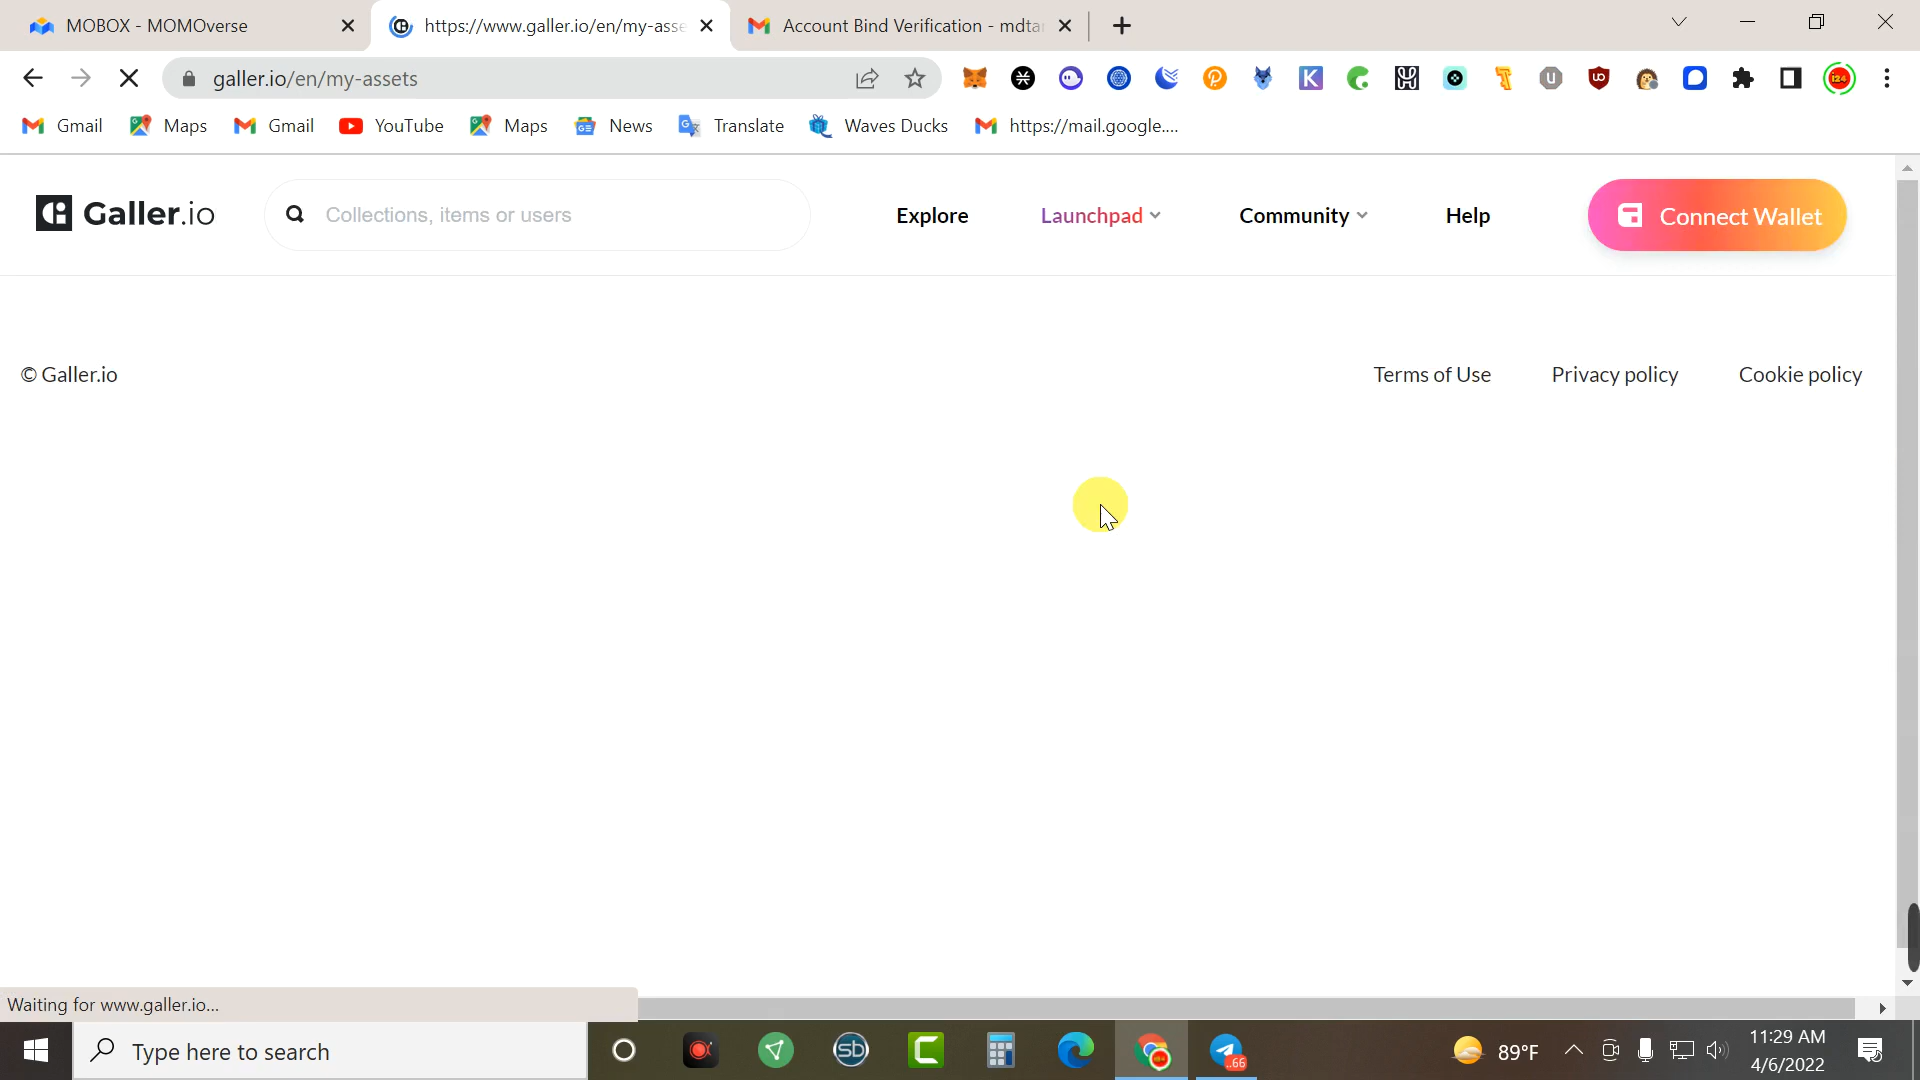 MOBOX - MOMOverse
https://www.galler.io/en/my-asse
Account Bind Verification - mdta
galler.io/en/my-assets
Gmail Maps Gmail YouTube Maps News Translate Waves Ducks https://mail.google....
Galler.io
Collections, items or users
Explore Launchpad Community Help
Connect Wallet
© Galler.io
Terms of Use Privacy policy Cookie policy
Waiting for www.galler.io...
Type here to search
sb
..66
89°F
11:29 AM
4/6/2022